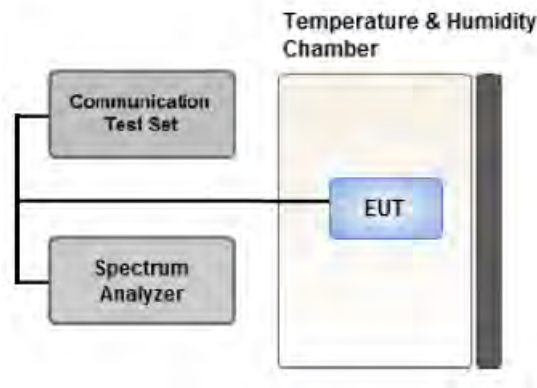 Temperature & Humidity
Chamber
Communication
Test Set
EUT
Spectrum
Analyzer